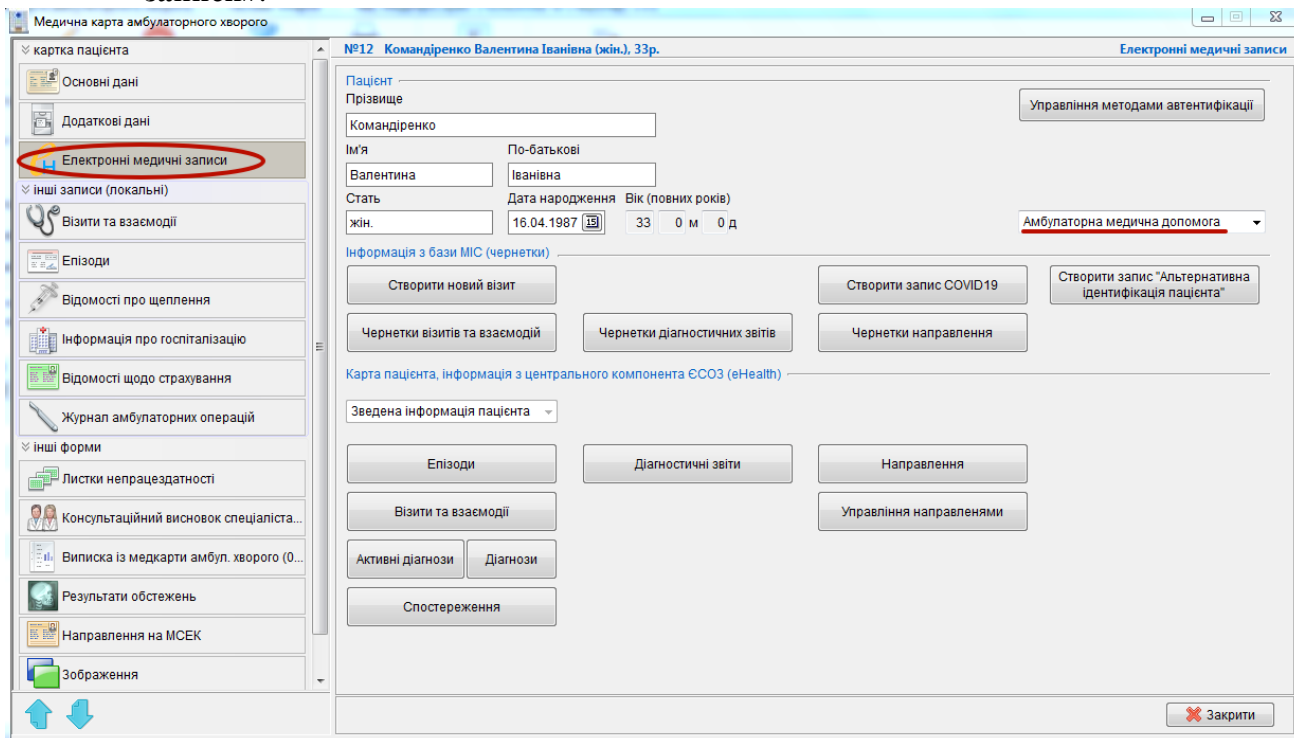 Медична карта амбулаторного хворого
картка пацієнта
Основні дані
Додаткові дані
Електронні медичні записи
інші записи (локальні)
Візити та взаємодії
Епізоди
Відомості про щеплення
Інформація про госпіталізацію
Відомості щодо страхування
Журнал амбулаторних операцій
інші форми
Листки непрацездатності
Консультаційний висновок спеціаліста...
Виписка із медкарти амбул. хворого (0...
Результати обстежень
Направлення на МСЕК
Зображення
№12 Командіренко Валентина Іванівна (жін.), 33р. Електронні медичні записи
Пацієнт
Прізвище
Управління методами автентифікації
Командіренко
Ім'я По-батькові
Валентина Іванівна
Стать Дата народження Вік (повних років)
жін. 16.04.1987 15 33 0 м 0 д
Амбулаторна медична допомога
Інформація з бази МІС (чернетки)
Створити новий візит Створити запис COVID19 Створити запис "Альтернативна
ідентифікація пацієнта"
Чернетки візитів та взаємодій Чернетки діагностичних звітів Чернетки направлення
Карта пацієнта, інформація з центрального компонента ЄСОЗ (eHealth)
Зведена інформація пацієнта
Епізоди Діагностичні звіти Направлення
Візити та взаємодії Управління направленями
Активні діагнози Діагнози
Спостереження
Закрити